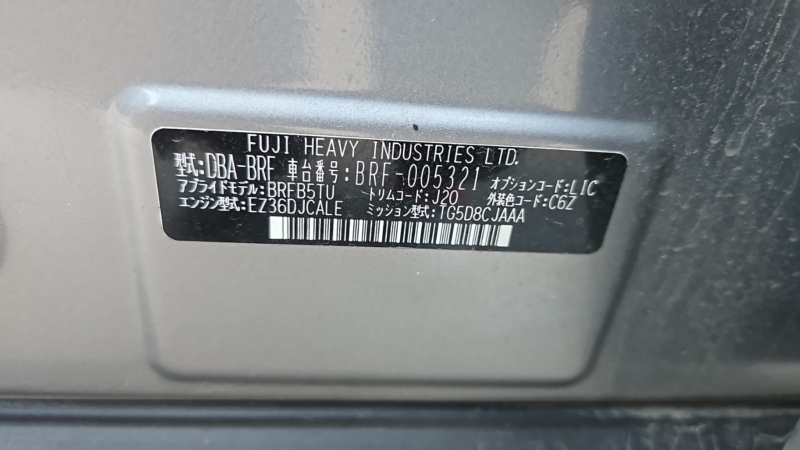 FUJI HEAVY INDUSTRIES LTD.
型式:DBA-BRF 車台番号:BRF-005321 オプションコード:LIC
アプライドモデル:BRFB5TU トリムコード:J20 外装色コード:C6Z
エンジン型式:EZ36DJCALE ミッション型式:TG5D8CJAAA